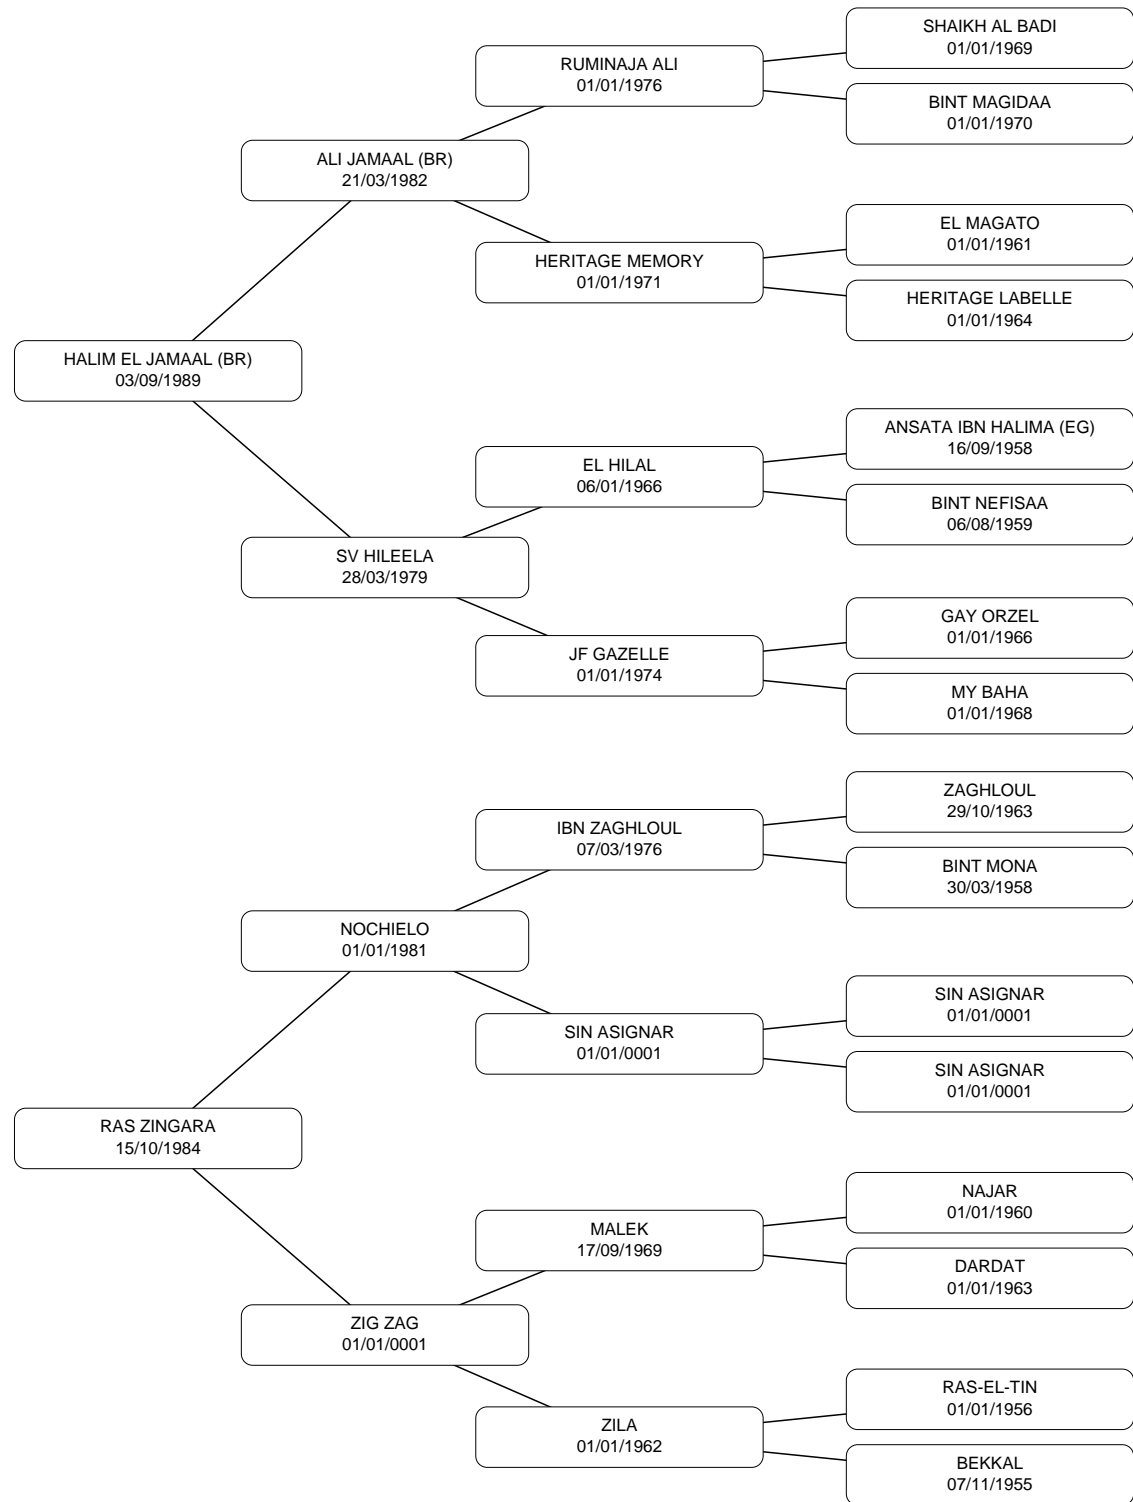 SHAIKH AL BADI
01/01/1969
RUMINAJA ALI
01/01/1976
BINT MAGIDAA
01/01/1970
ALI JAMAAL (BR)
21/03/1982
EL MAGATO
01/01/1961
HERITAGE MEMORY
01/01/1971
HERITAGE LABELLE
01/01/1964
HALIM EL JAMAAL (BR)
03/09/1989
ANSATA IBN HALIMA (EG)
16/09/1958
EL HILAL
06/01/1966
BINT NEFISAA
06/08/1959
SV HILEELA
28/03/1979
GAY ORZEL
01/01/1966
JF GAZELLE
01/01/1974
MY BAHA
01/01/1968
ZAGHLOUL
29/10/1963
IBN ZAGHLOUL
07/03/1976
BINT MONA
30/03/1958
NOCHIELO
01/01/1981
SIN ASIGNAR
01/01/0001
SIN ASIGNAR
01/01/0001
SIN ASIGNAR
01/01/0001
RAS ZINGARA
15/10/1984
NAJAR
01/01/1960
MALEK
17/09/1969
DARDAT
01/01/1963
ZIG ZAG
01/01/0001
RAS-EL-TIN
01/01/1956
ZILA
01/01/1962
BEKKAL
07/11/1955